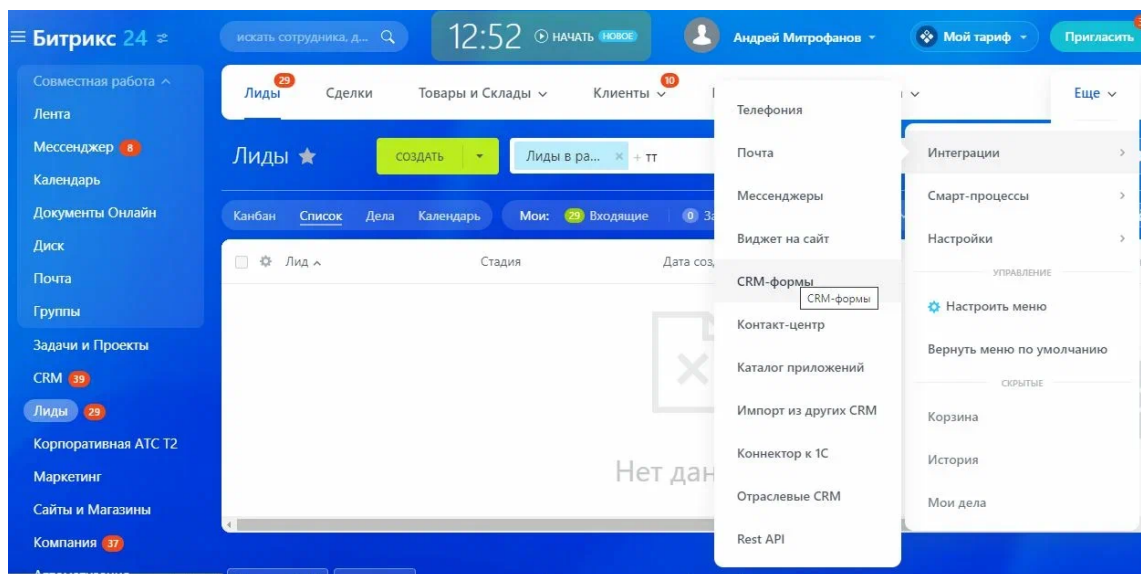 Битрикс 24
искать сотрудника, д...
12:52
НАЧАТЬ НОВОЕ
Андрей Митрофанов
Мой тариф
Пригласить
Совместная работа
Лента
Мессенджер 8
Календарь
Документы Онлайн
Диск
Почта
Группы
Задачи и Проекты
CRM 39
Лиды 29
Корпоративная АТС Т2
Маркетинг
Сайты и Магазины
Компания 37
Лиды 29
Сделки
Товары и Склады
Клиенты 10
Еще
Лиды
СОЗДАТЬ
Лиды в ра... × + тт
Канбан
Список
Дела
Календарь
Мои: 29 Входящие
0 За
Лид
Стадия
Дата соз
Нет дан
Телефония
Почта
Мессенджеры
Виджет на сайт
CRM-формы
CRM-формы
Контакт-центр
Каталог приложений
Импорт из других CRM
Коннектор к 1С
Отраслевые CRM
Rest API
Интеграции
Смарт-процессы
Настройки
УПРАВЛЕНИЕ
Настроить меню
Вернуть меню по умолчанию
СКРЫТЫЕ
Корзина
История
Мои дела